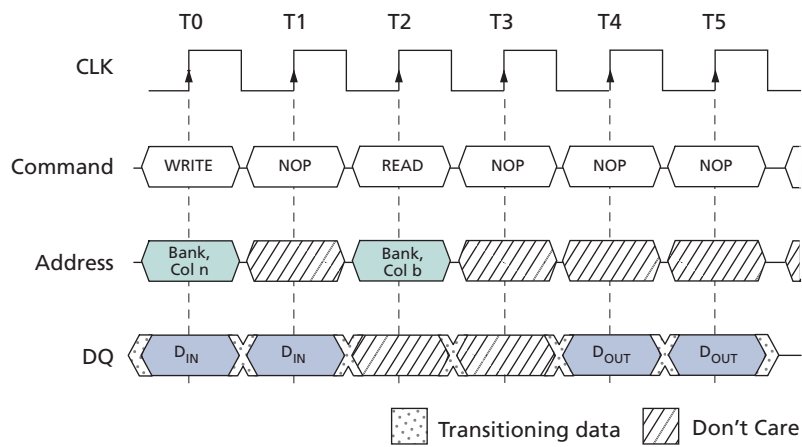 T0 T1 T2 T3 T4 T5
CLK
Command WRITE NOP READ NOP NOP NOP
Address Bank, Col n Bank, Col b
DQ DIN DIN DOUT DOUT
Transitioning data Don't Care